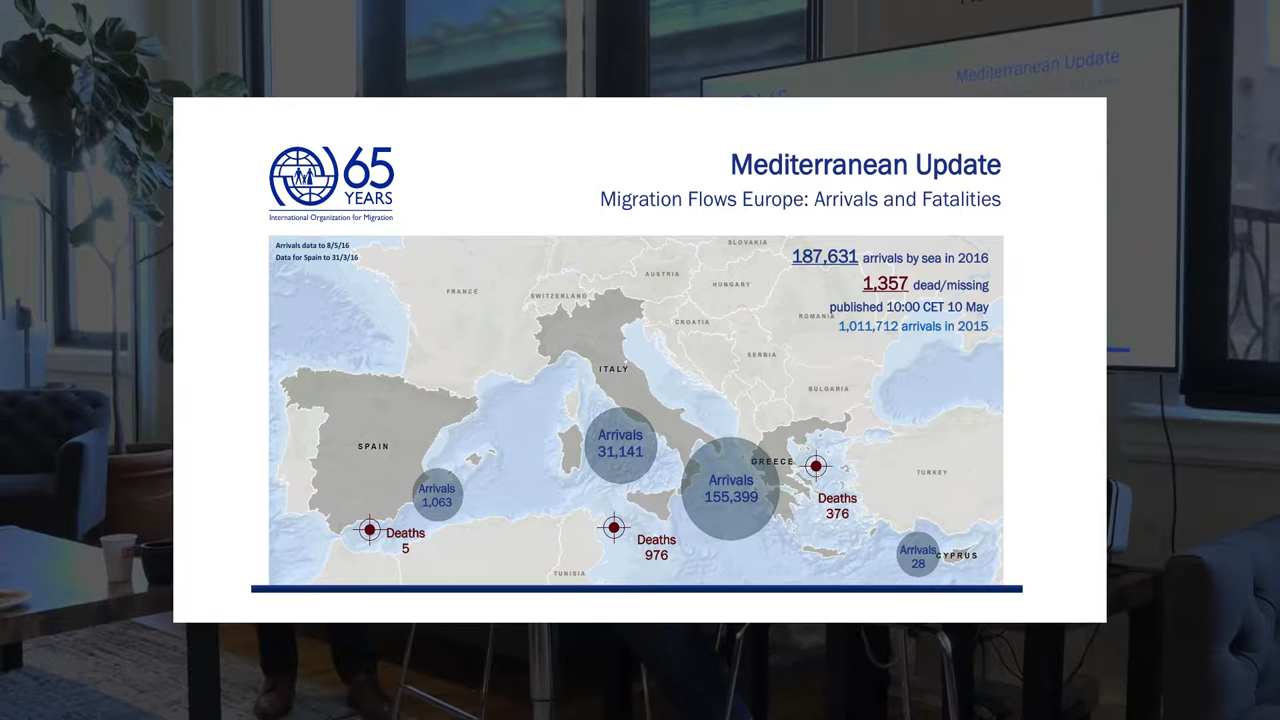 Mediterranean Update
65
YEARS
International Organization for Migration
Mediterranean Update
Migration Flows Europe: Arrivals and Fatalities
Arrivals data to 8/5/16
Data for Spain to 31/3/16
187,631 arrivals by sea in 2016
1,357 dead/missing
published 10:00 CET 10 May
1,011,712 arrivals in 2015
SLOVAKIA
AUSTRIA
HUNGARY
FRANCE
SWITZERLAND
ROMANIA
CROATIA
SERBIA
ITALY
BULGARIA
SPAIN
GREECE
TURKEY
Arrivals
31,141
Arrivals
155,399
Arrivals
1,063
Deaths
376
Deaths
5
Deaths
976
Arrivals
28
CYPRUS
TUNISIA